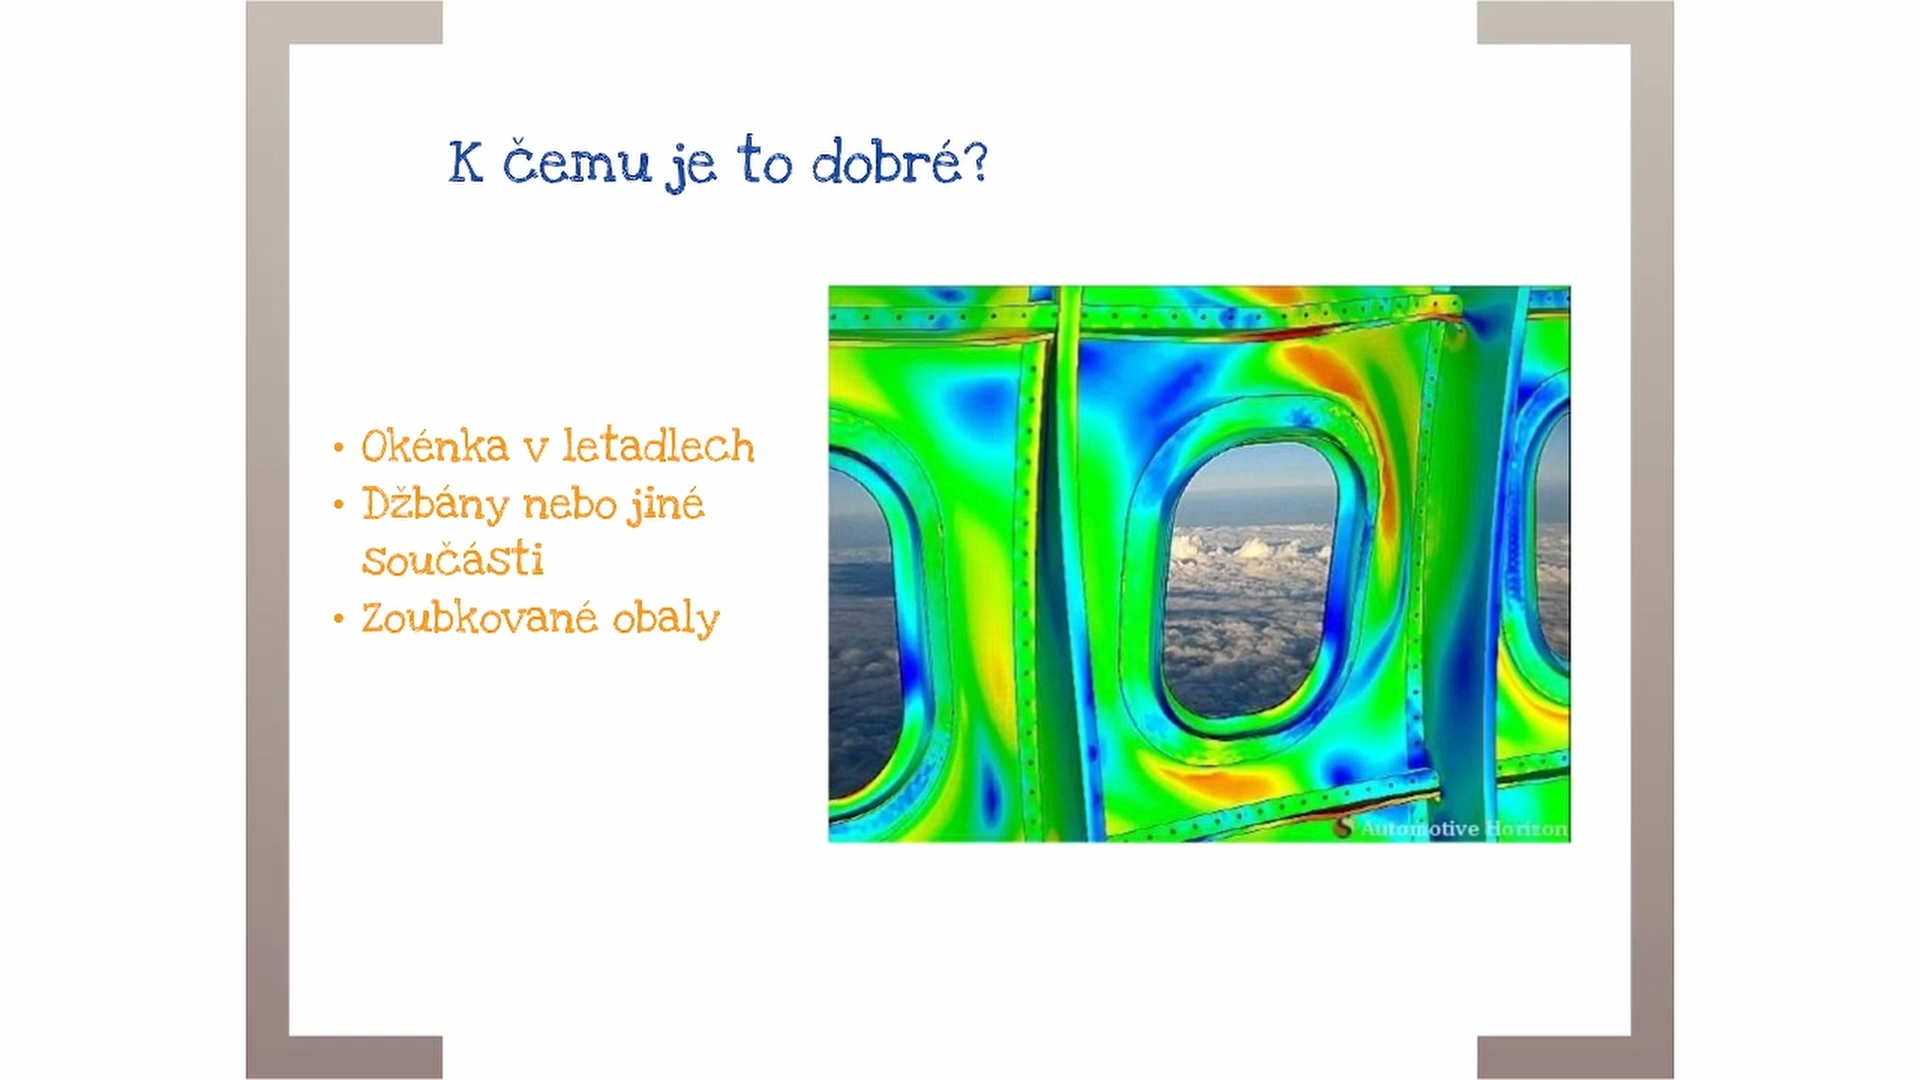 K čemu je to dobré?
• Okénka v letadlech
• Džbány nebo jiné
součásti
• Zoubkované obaly
Automotive Horizon